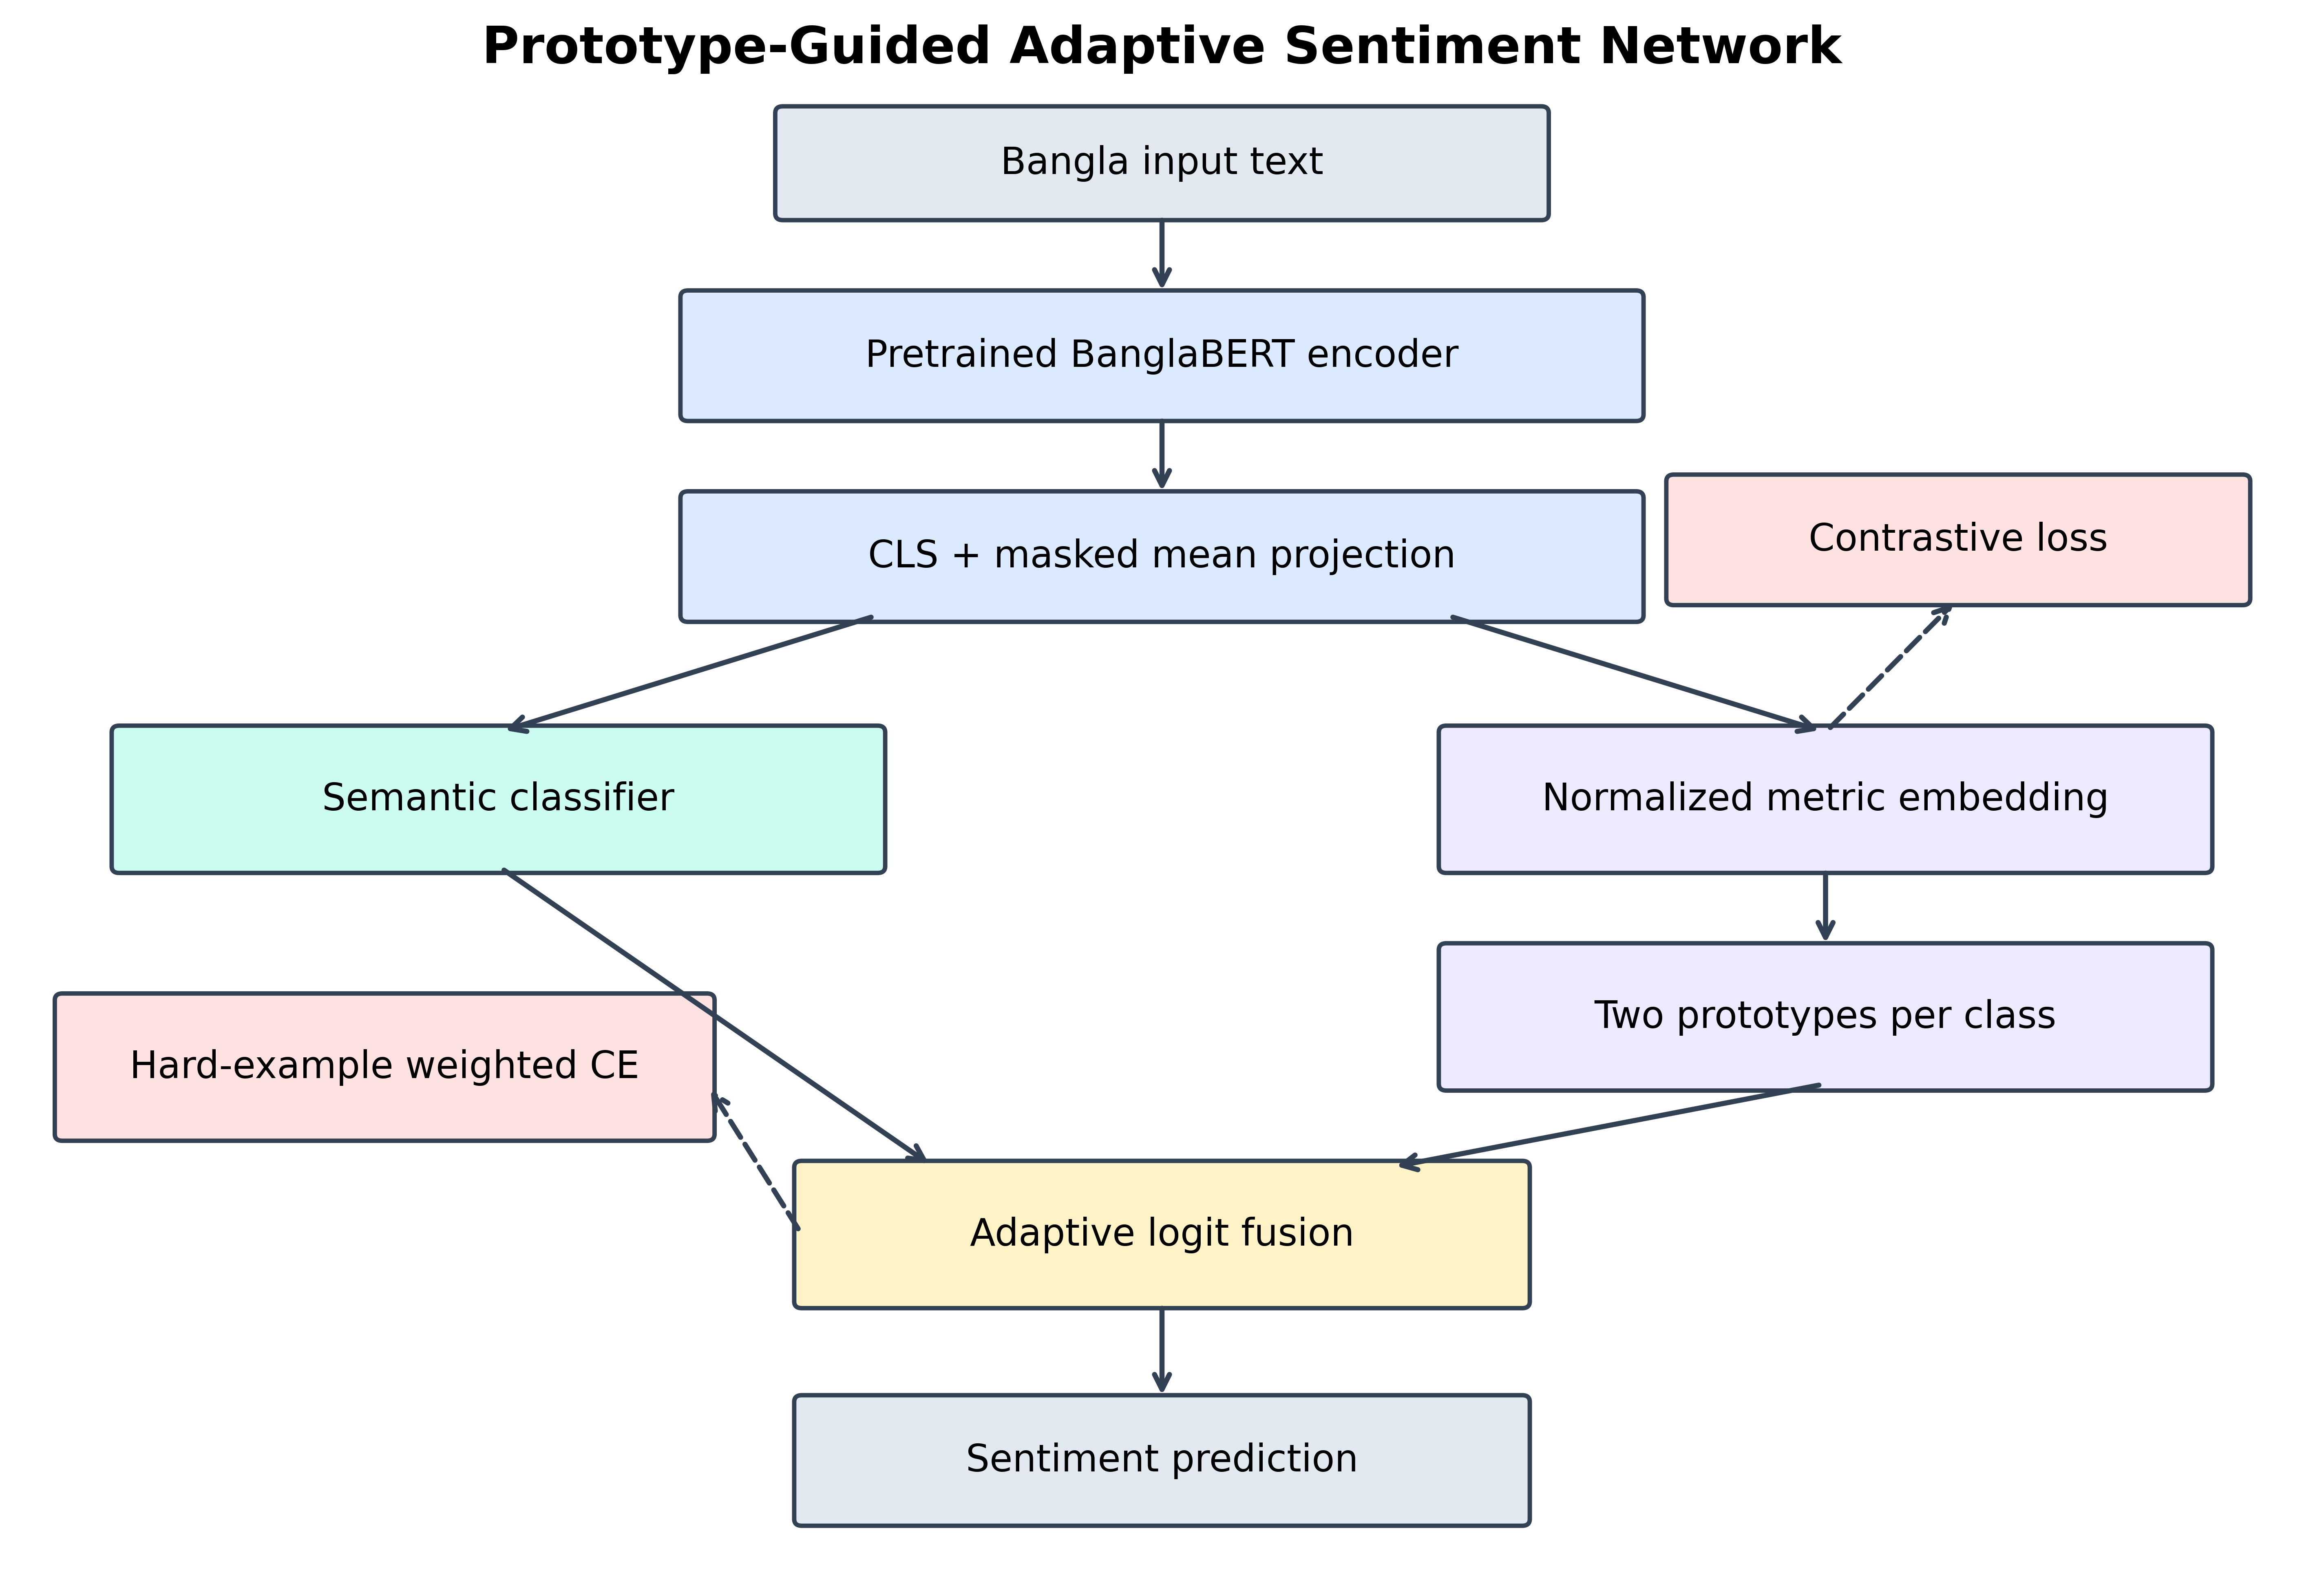 Prototype-Guided Adaptive Sentiment Network
Bangla input text
Pretrained BanglaBERT encoder
CLS + masked mean projection
Contrastive loss
Semantic classifier
Normalized metric embedding
Two prototypes per class
Hard-example weighted CE
Adaptive logit fusion
Sentiment prediction